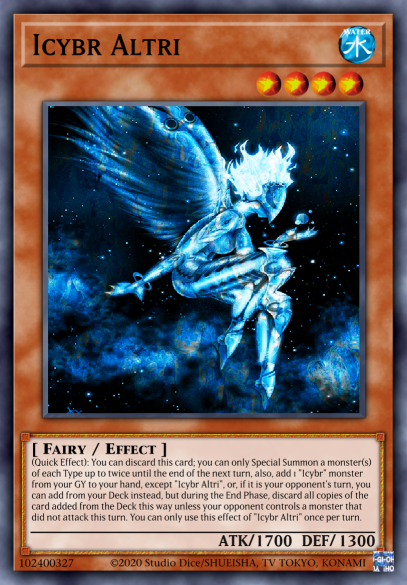 Icybr Altri
WATER
水
[ Fairy / Effect ]
(Quick Effect): You can discard this card; you can only Special Summon a monster(s)
of each Type up to twice until the end of the next turn, also, add 1 "Icybr" monster
from your GY to your hand, except "Icybr Altri", or, if it is your opponent's turn, you
can add from your Deck instead, but during the End Phase, discard all copies of the
card added from the Deck this way unless your opponent controls a monster that
did not attack this turn. You can only use this effect of "Icybr Altri" once per turn.
ATK/1700 DEF/1300
102400327 ©2020 Studio Dice/SHUEISHA, TV TOKYO, KONAMI